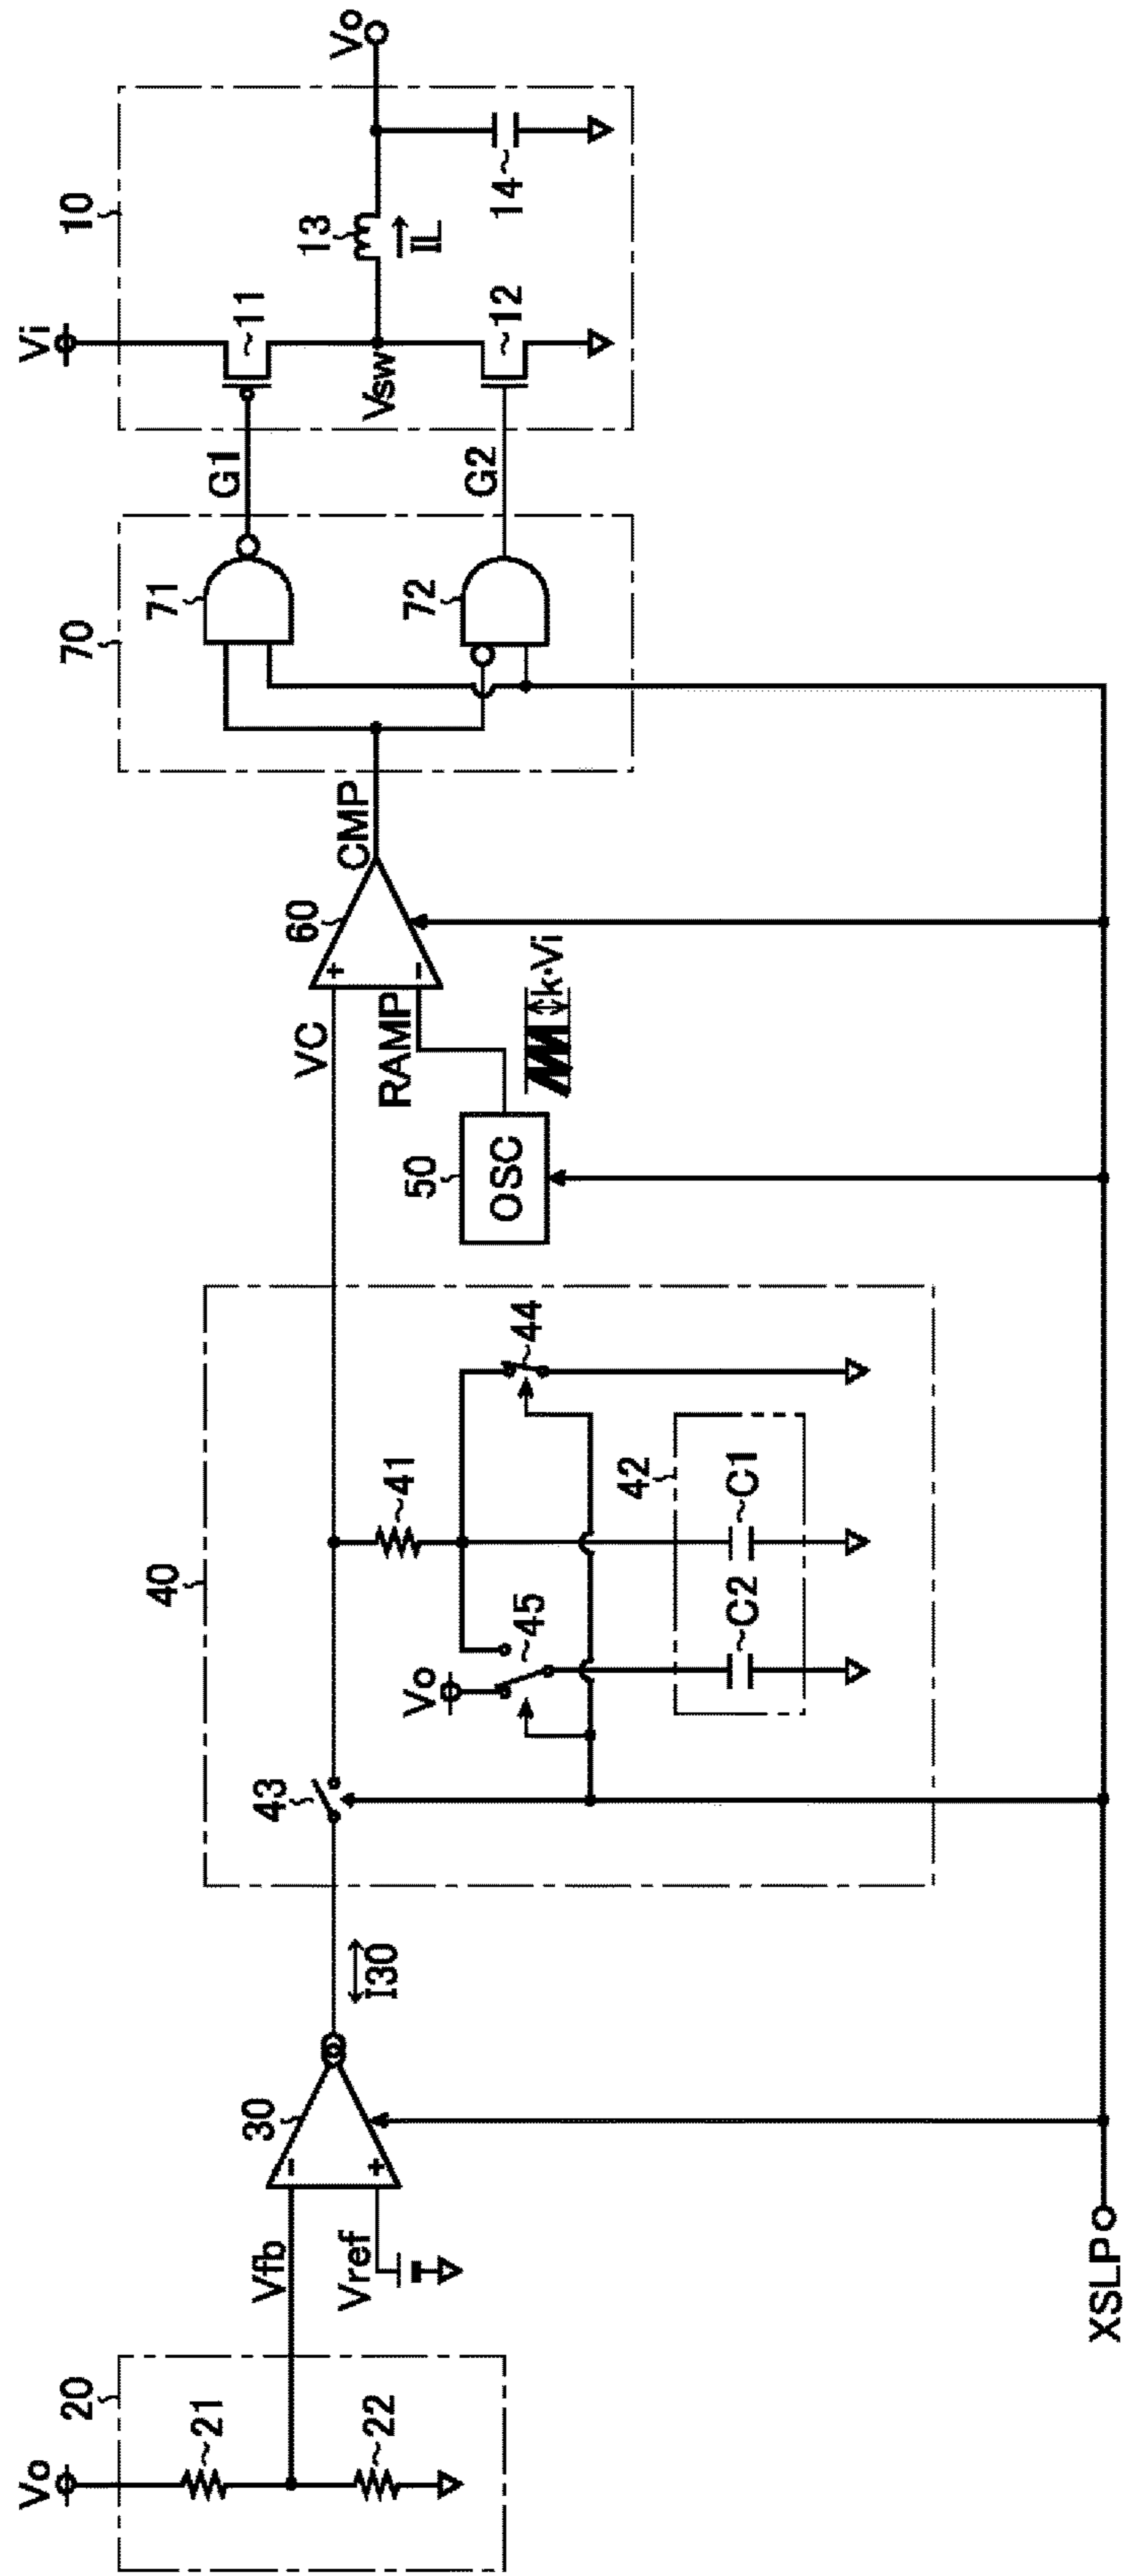 Vo
20
21
22
Vfb
Vref
30
-
+
I30
40
43
Vo
45
41
44
42
C2
C1
VC
RAMP
50
OSC
k·Vi
60
+
-
CMP
70
71
72
G1
G2
10
Vi
11
Vsw
12
13
IL
14
Vo
XSLP